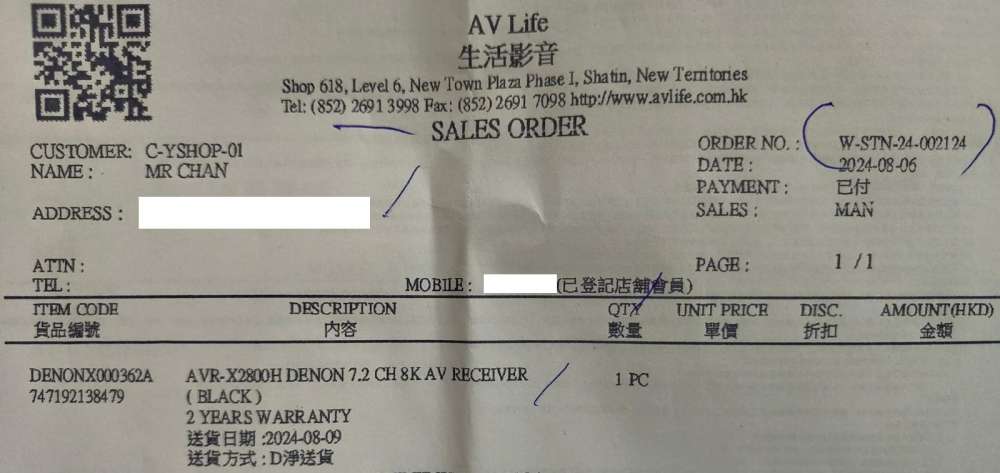 AV Life
生活影音
Shop 618, Level 6, New Town Plaza Phase I, Shatin, New Territories
Tel: (852) 2691 3998 Fax: (852) 2691 7098 http://www.avlife.com.hk
SALES ORDER
CUSTOMER: C-YSHOP-01
NAME : MR CHAN
ADDRESS :
ORDER NO. : W-STN-24-002124
DATE : 2024-08-06
PAYMENT : 已付
SALES : MAN
ATTN :
PAGE : 1 / 1
TEL : MOBILE : (已登記店舖會員)
ITEM CODE DESCRIPTION QTY UNIT PRICE DISC. AMOUNT(HKD)
貨品編號 內容 數量 單價 折扣 金額
DENONX000362A AVR-X2800H DENON 7.2 CH 8K AV RECEIVER 1 PC
747192138479 ( BLACK )
2 YEARS WARRANTY
送貨日期 :2024-08-09
送貨方式 : D淨送貨